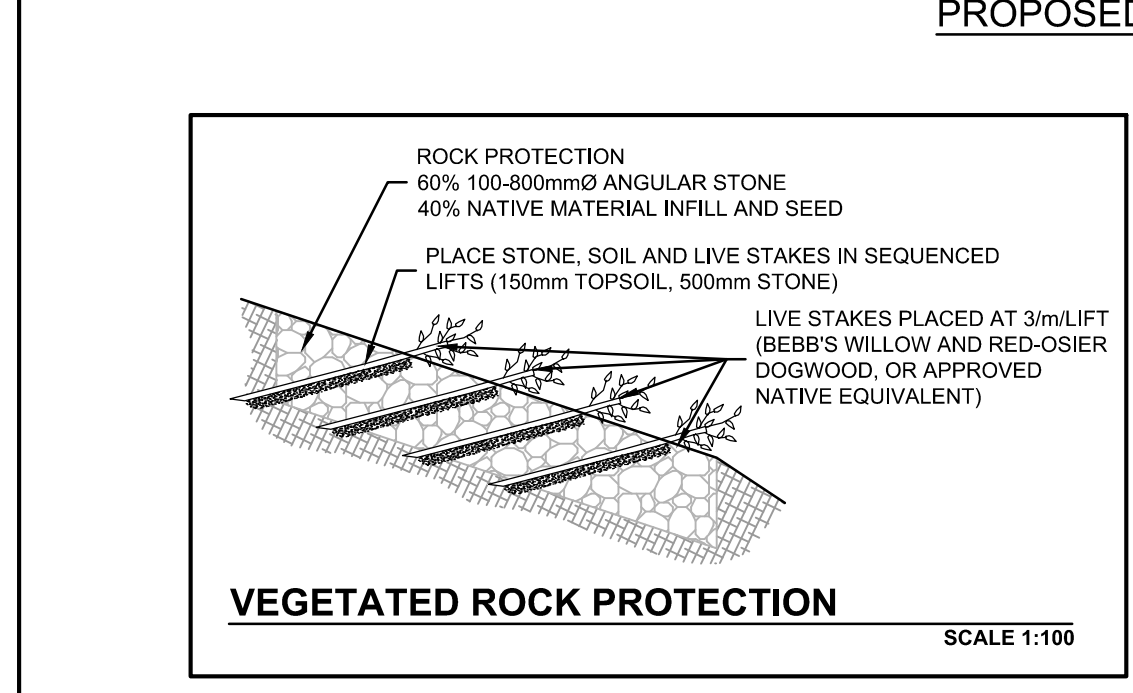 PROPOSED
ROCK PROTECTION
60% 100-800mmØ ANGULAR STONE
40% NATIVE MATERIAL INFILL AND SEED
PLACE STONE, SOIL AND LIVE STAKES IN SEQUENCED
LIFTS (150mm TOPSOIL, 500mm STONE)
LIVE STAKES PLACED AT 3/m/LIFT
(BEBB'S WILLOW AND RED-OSIER
DOGWOOD, OR APPROVED
NATIVE EQUIVALENT)
VEGETATED ROCK PROTECTION
SCALE 1:100